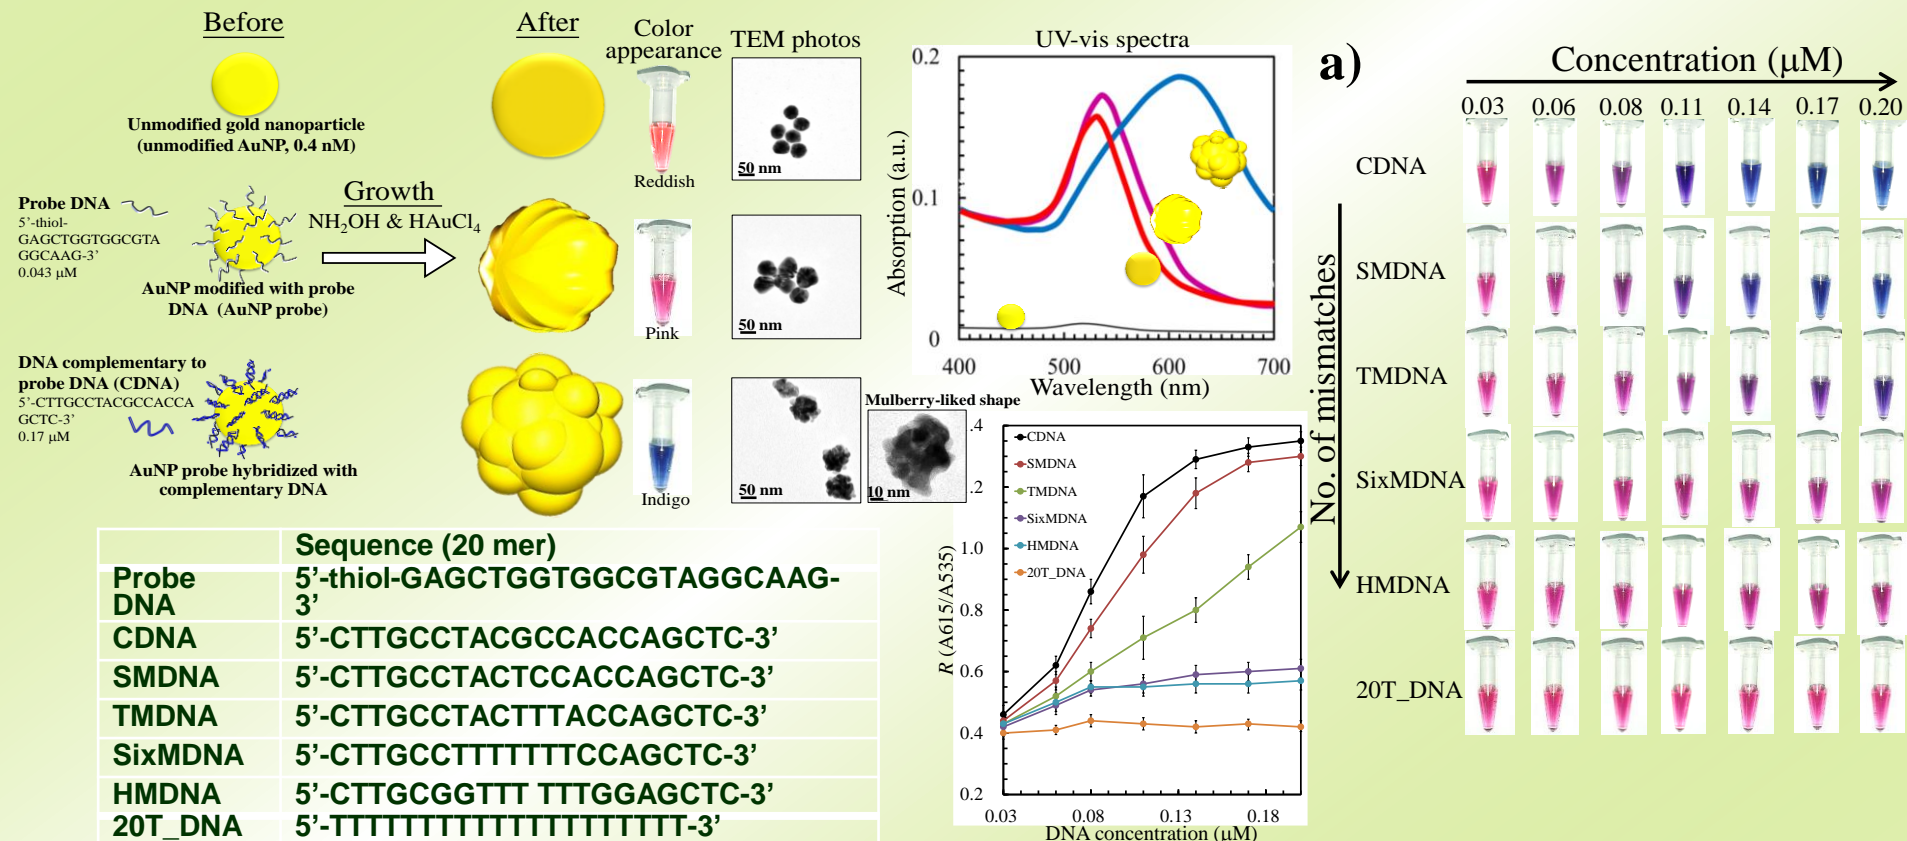 Before
After
Color
appearance
TEM photos
UV-vis spectra
Unmodified gold nanoparticle
(unmodified AuNP, 0.4 nM)
50 nm
Reddish
Probe DNA
5’-thiol-
GAGCTGGTGGCGTA
GGCAAG-3’
0.043 μM
AuNP modified with probe
DNA (AuNP probe)
Growth
NH₂OH & HAuCl₄
50 nm
Pink
DNA complementary to
probe DNA (CDNA)
5’-CTTGCCTACGCCACCA
GCTC-3’
0.17 μM
AuNP probe hybridized with
complementary DNA
50 nm
Indigo
Mulberry-liked shape
10 nm
0.2
0.1
0
Absorption (a.u.)
400
500
600
700
Wavelength (nm)
.4
.2
1.0
0.8
0.6
0.4
0.2
R (A615/A535)
CDNA
SMDNA
TMDNA
SixMDNA
HMDNA
20T_DNA
0.03
0.08
0.13
0.18
DNA concentration (μM)
Sequence (20 mer)
Probe DNA 5’-thiol-GAGCTGGTGGCGTAGGCAAG-
3’
CDNA 5’-CTTGCCTACGCCACCAGCTC-3’
SMDNA 5’-CTTGCCTACTCCACCAGCTC-3’
TMDNA 5’-CTTGCCTACTTTACCAGCTC-3’
SixMDNA 5’-CTTGCCTTTTTTTCCAGCTC-3’
HMDNA 5’-CTTGCGGTTT TTTGGAGCTC-3’
20T_DNA 5’-TTTTTTTTTTTTTTTTTTTT-3’
a)
Concentration (μM)
0.03 0.06 0.08 0.11 0.14 0.17 0.20
No. of mismatches
CDNA
SMDNA
TMDNA
SixMDNA
HMDNA
20T_DNA